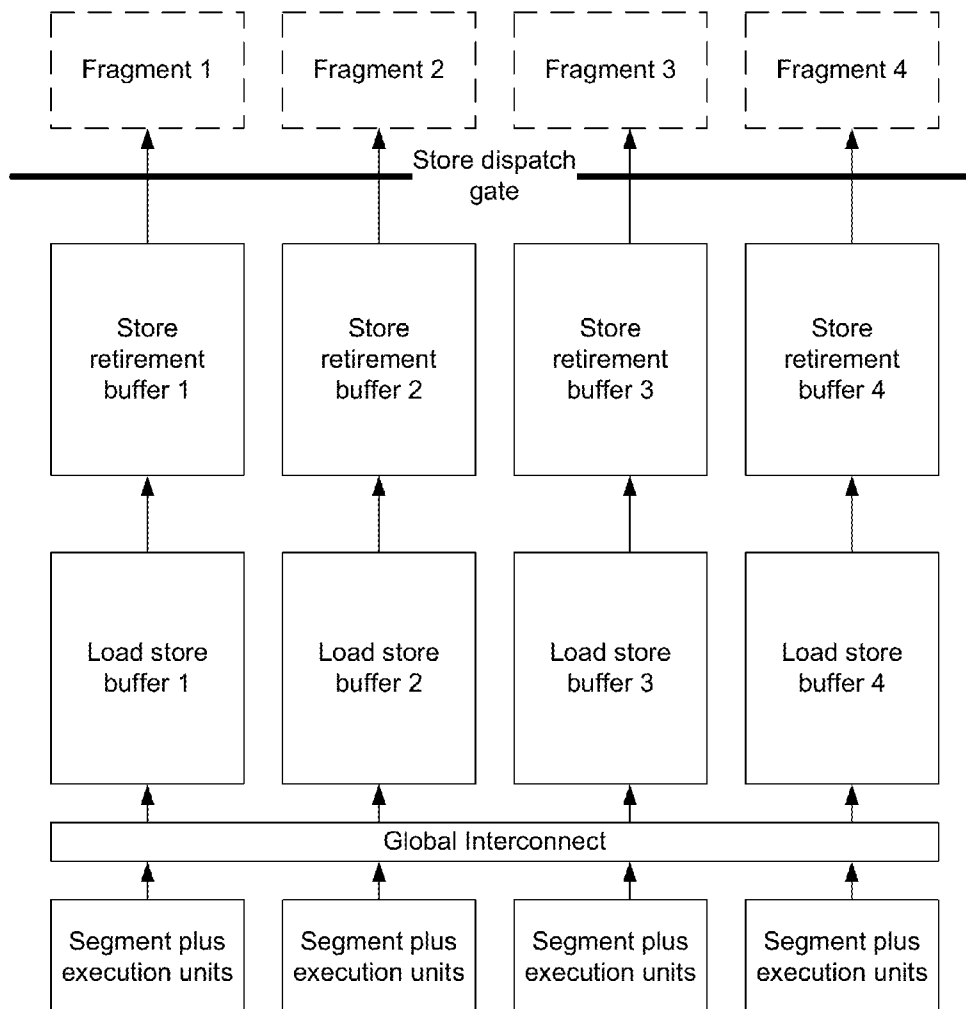 Fragment 1
Fragment 2
Fragment 3
Fragment 4
Store dispatch
gate
Store
retirement
buffer 1
Store
retirement
buffer 2
Store
retirement
buffer 3
Store
retirement
buffer 4
Load store
buffer 1
Load store
buffer 2
Load store
buffer 3
Load store
buffer 4
Global Interconnect
Segment plus
execution units
Segment plus
execution units
Segment plus
execution units
Segment plus
execution units